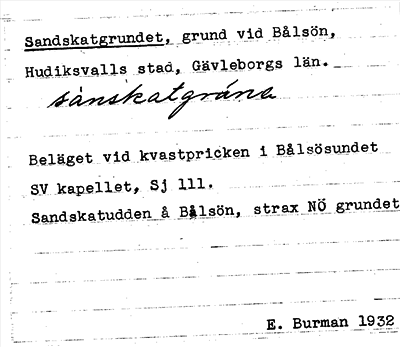 Sandskatgrundet, grund vid Bålsön,
Hudiksvalls stad, Gävleborgs län.
sánskatgrúna
Beläget vid kvastpricken i Bålsösundet
SV kapellet, Sj 111.
Sandskatudden å Bålsön, strax NÖ grundet
E. Burman 1932